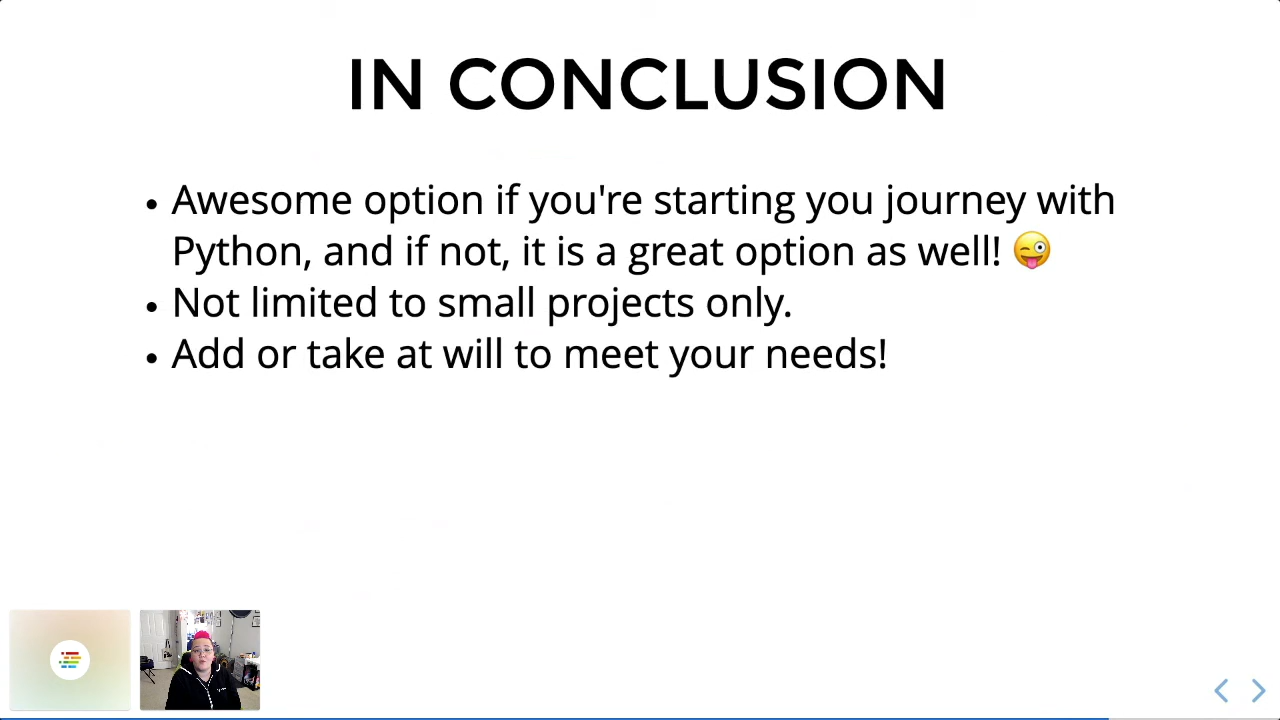 IN CONCLUSION
Awesome option if you're starting you journey with
Python, and if not, it is a great option as well! 😜
Not limited to small projects only.
Add or take at will to meet your needs!